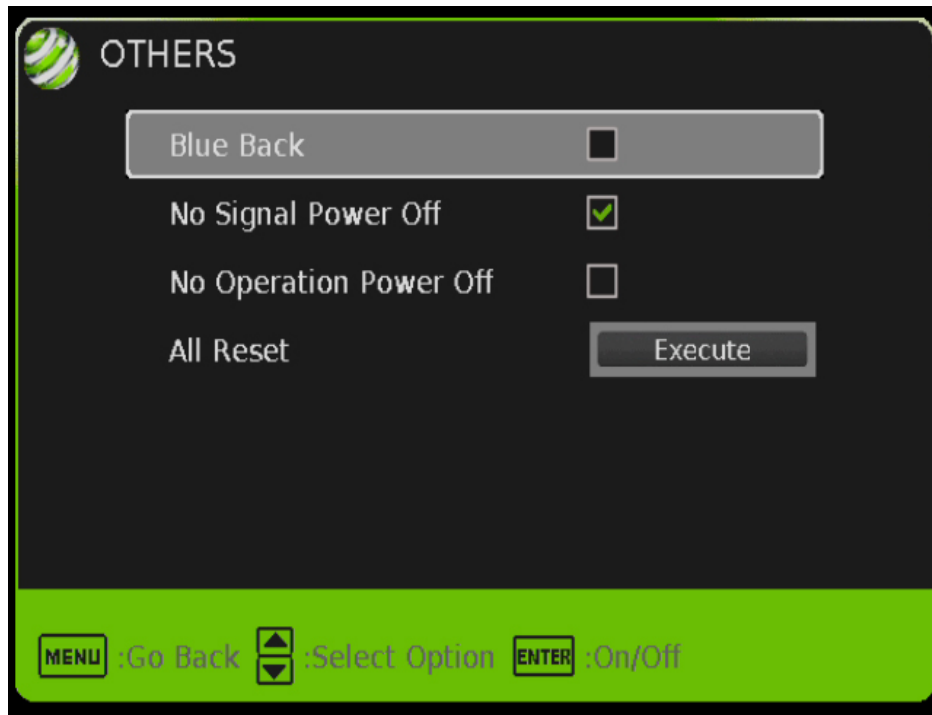 OTHERS
Blue Back
No Signal Power Off
No Operation Power Off
All Reset Execute
MENU :Go Back :Select Option ENTER :On/Off